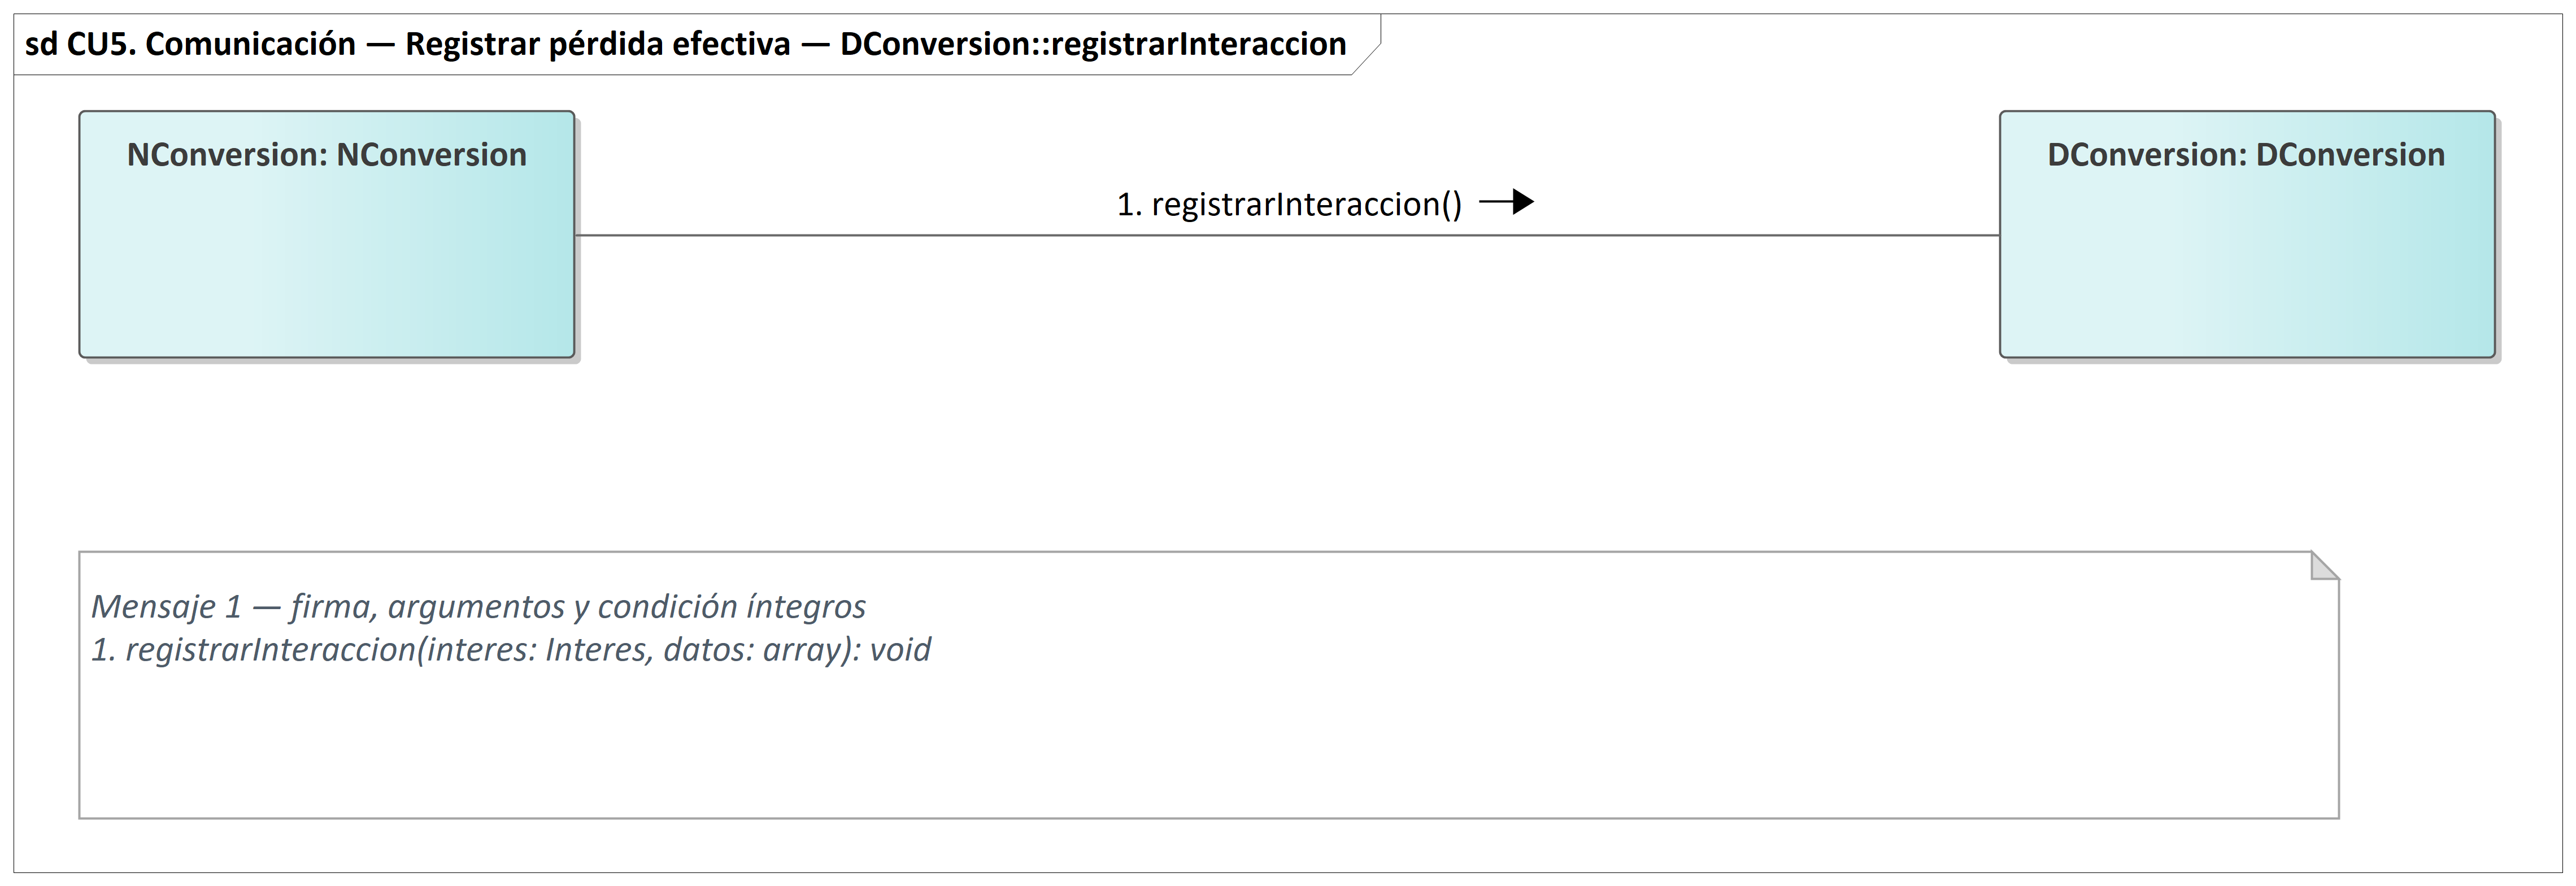 sd CU5. Comunicación — Registrar pérdida efectiva — DConversion::registrarInteraccion
NConversion: NConversion
DConversion: DConversion
1. registrarInteraccion()
Mensaje 1 — firma, argumentos y condición íntegros
1. registrarInteraccion(interes: Interes, datos: array): void